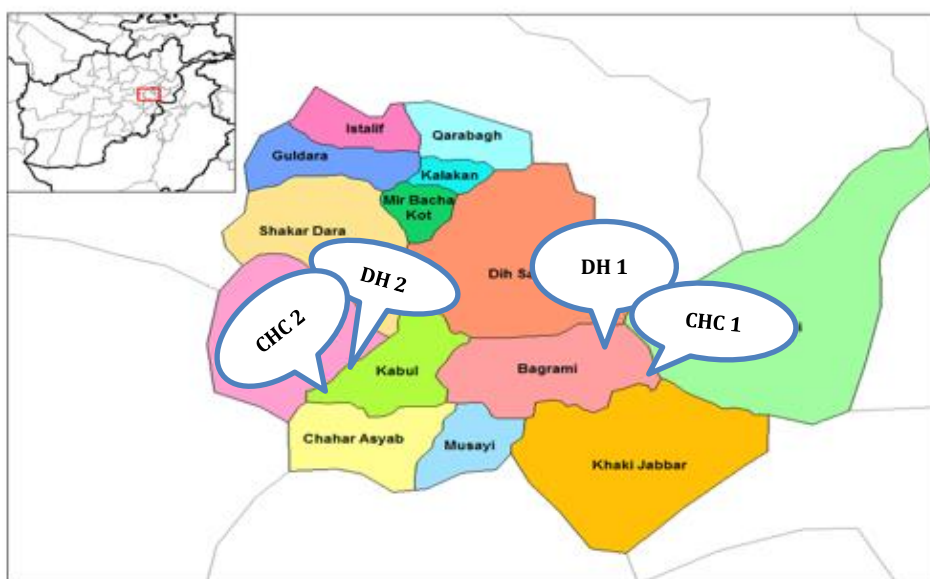 Istalif
Qarabagh
Guldara
Kalakan
Mir Bacha
Kot
Shakar Dara
DH 1
DH 2
Dih
CHC 2
CHC 1
Kabul
Bagrami
Chahar Asyab
Musayi
Khaki Jabbar